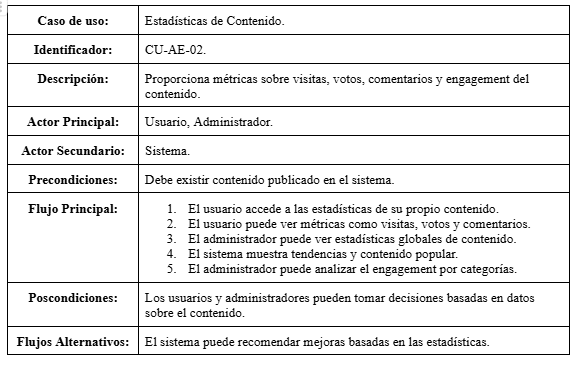 Caso de uso: Estadísticas de Contenido.
Identificador: CU-AE-02.
Descripción: Proporciona métricas sobre visitas, votos, comentarios y engagement del
contenido.
Actor Principal: Usuario, Administrador.
Actor Secundario: Sistema.
Precondiciones: Debe existir contenido publicado en el sistema.
Flujo Principal: 1. El usuario accede a las estadísticas de su propio contenido.
2. El usuario puede ver métricas como visitas, votos y comentarios.
3. El administrador puede ver estadísticas globales de contenido.
4. El sistema muestra tendencias y contenido popular.
5. El administrador puede analizar el engagement por categorías.
Poscondiciones: Los usuarios y administradores pueden tomar decisiones basadas en datos
sobre el contenido.
Flujos Alternativos: El sistema puede recomendar mejoras basadas en las estadísticas.